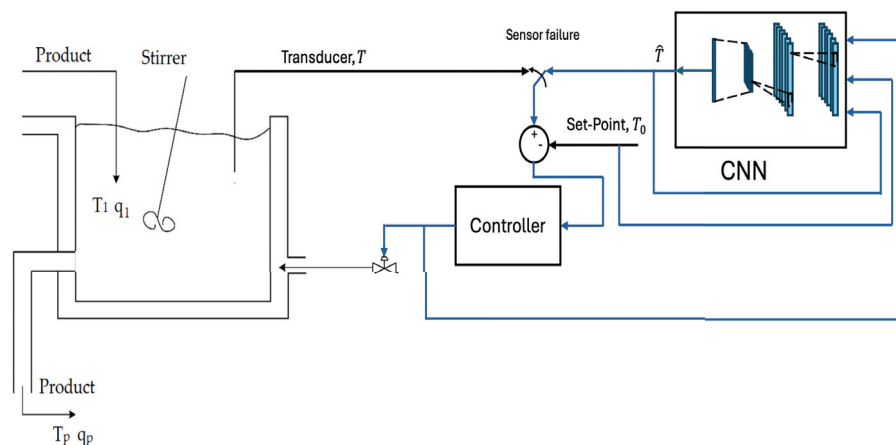 Product
Stirrer
Transducer, T
Sensor failure
T̂
Set-Point, T₀
CNN
T₁ q₁
Controller
+
-
Product
Tₚ qₚ